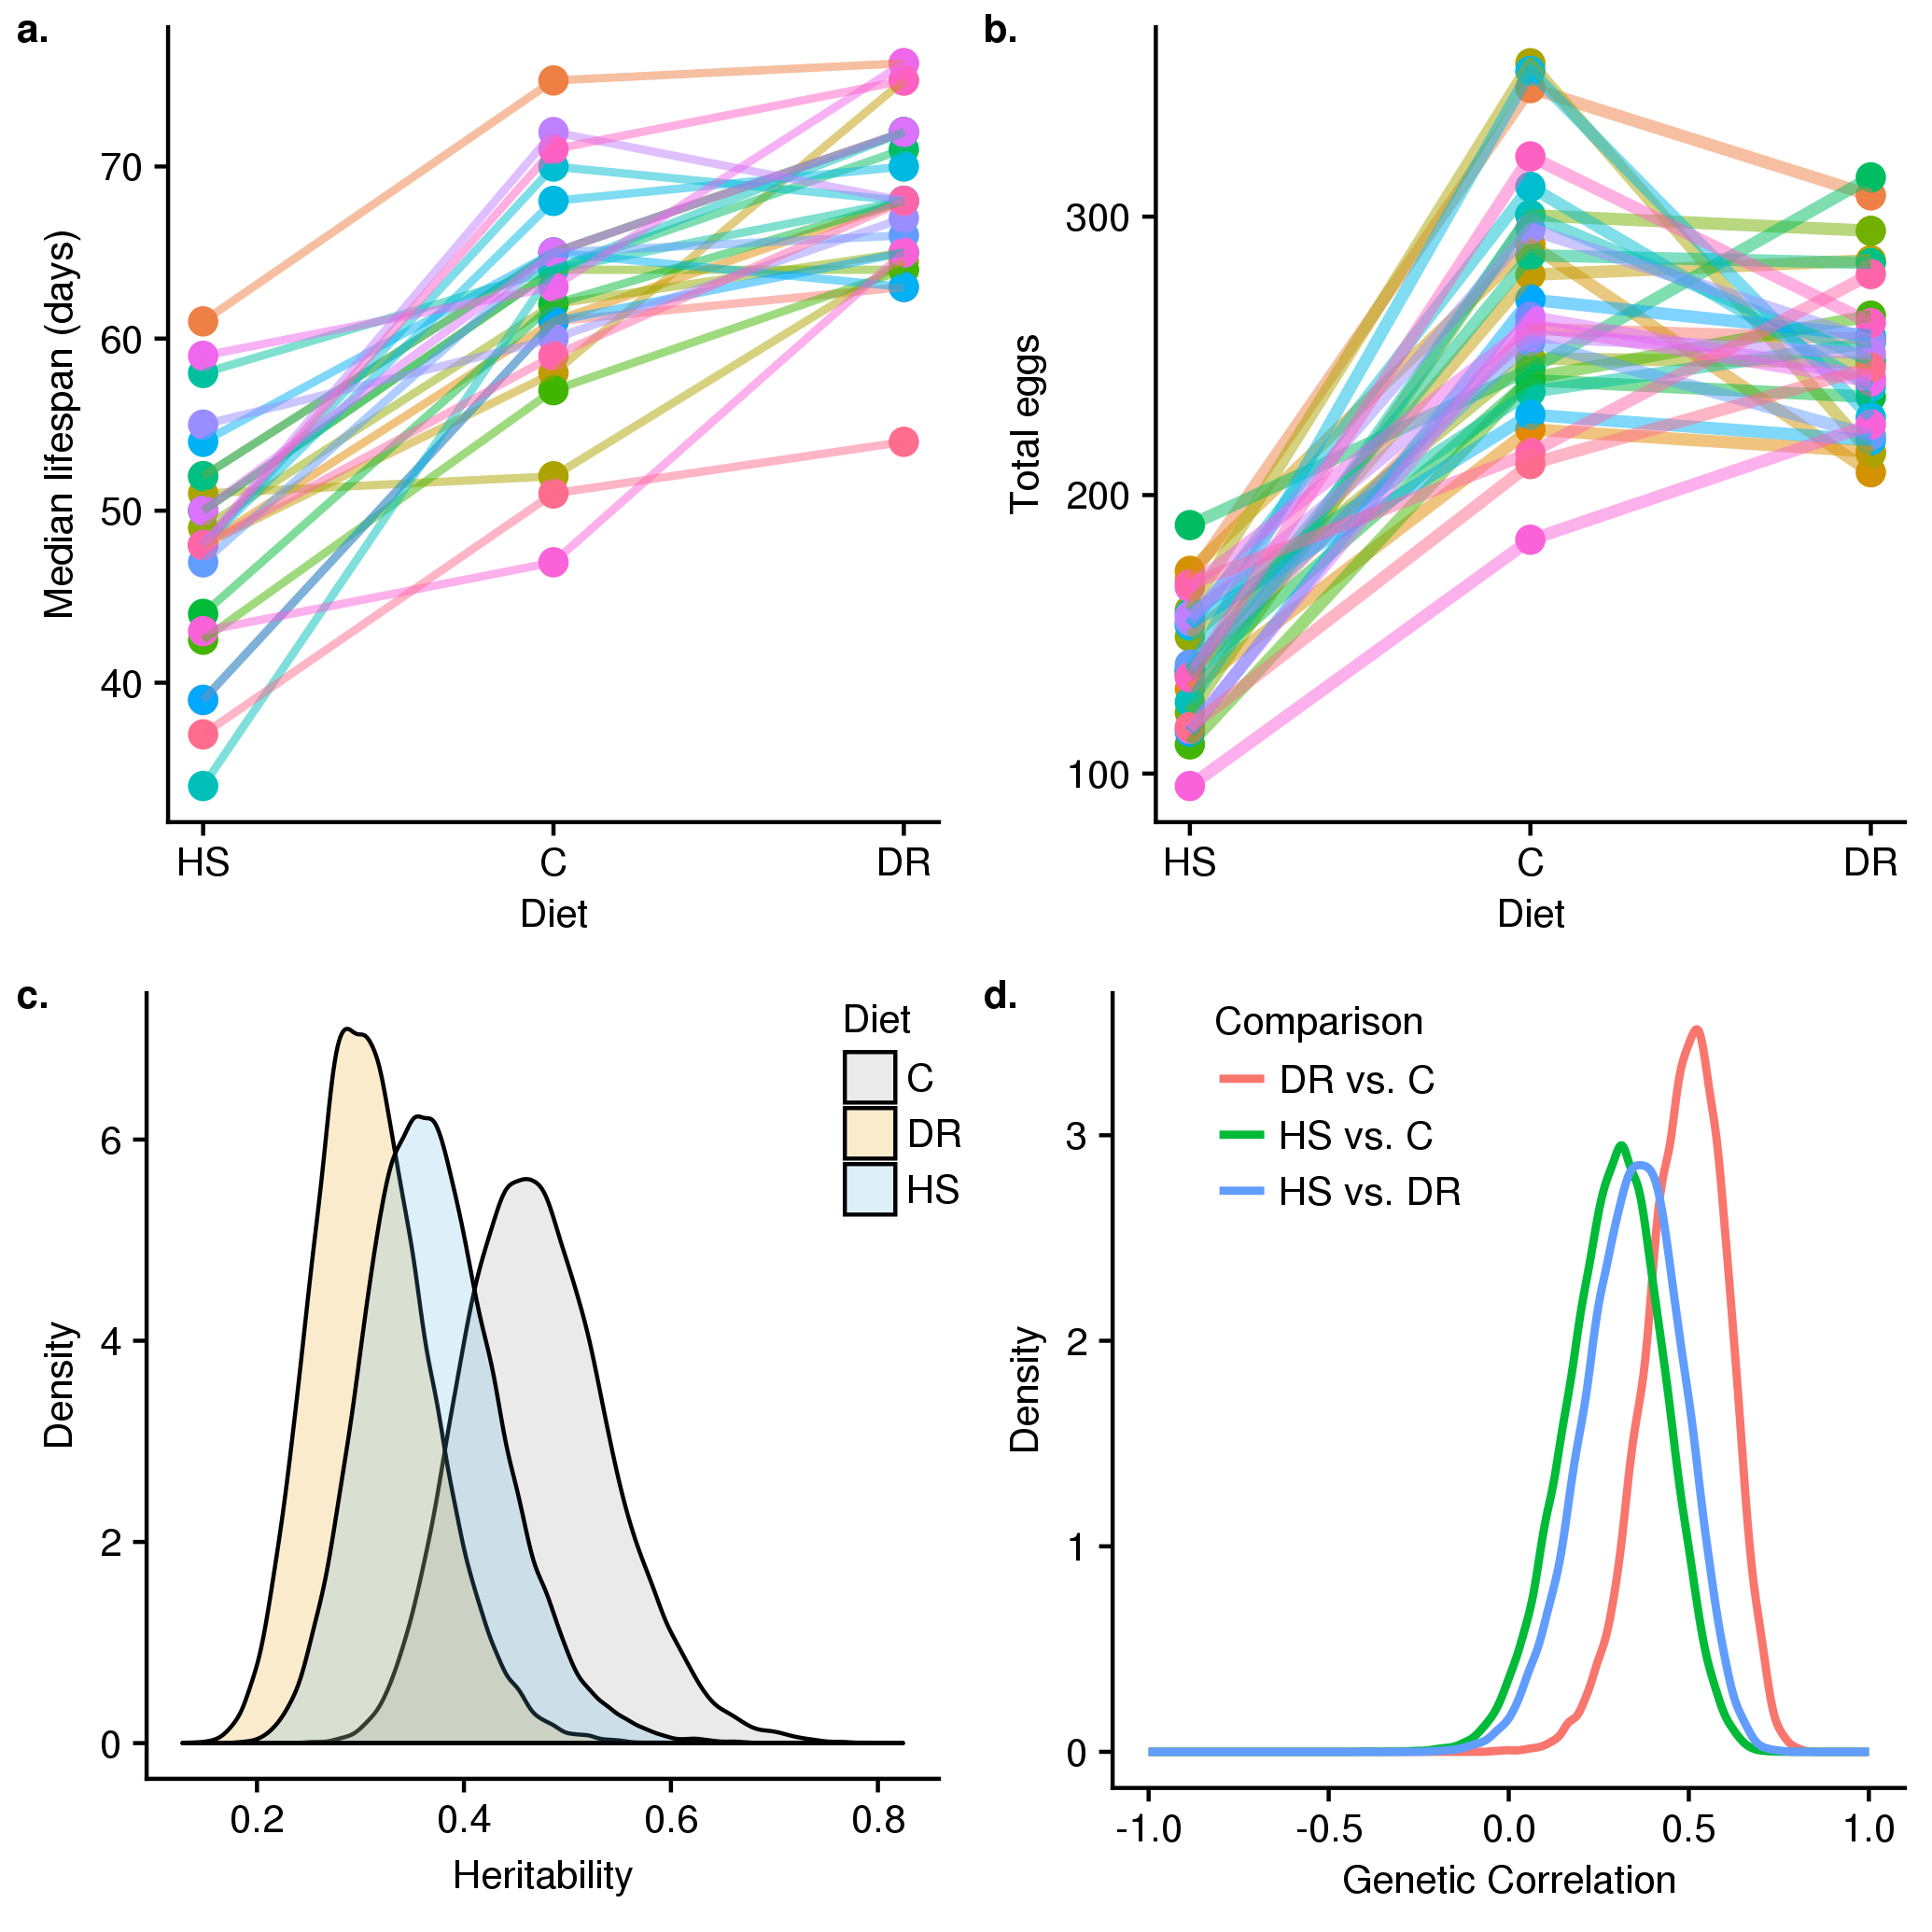 a.
Median lifespan (days)
70
60
50
40
HS C DR
Diet
b.
Total eggs
300
200
100
HS C DR
Diet
c.
Density
6
4
2
0
0.2 0.4 0.6 0.8
Heritability
Diet
C
DR
HS
d.
Density
3
2
1
0
-1.0 -0.5 0.0 0.5 1.0
Genetic Correlation
Comparison
DR vs. C
HS vs. C
HS vs. DR